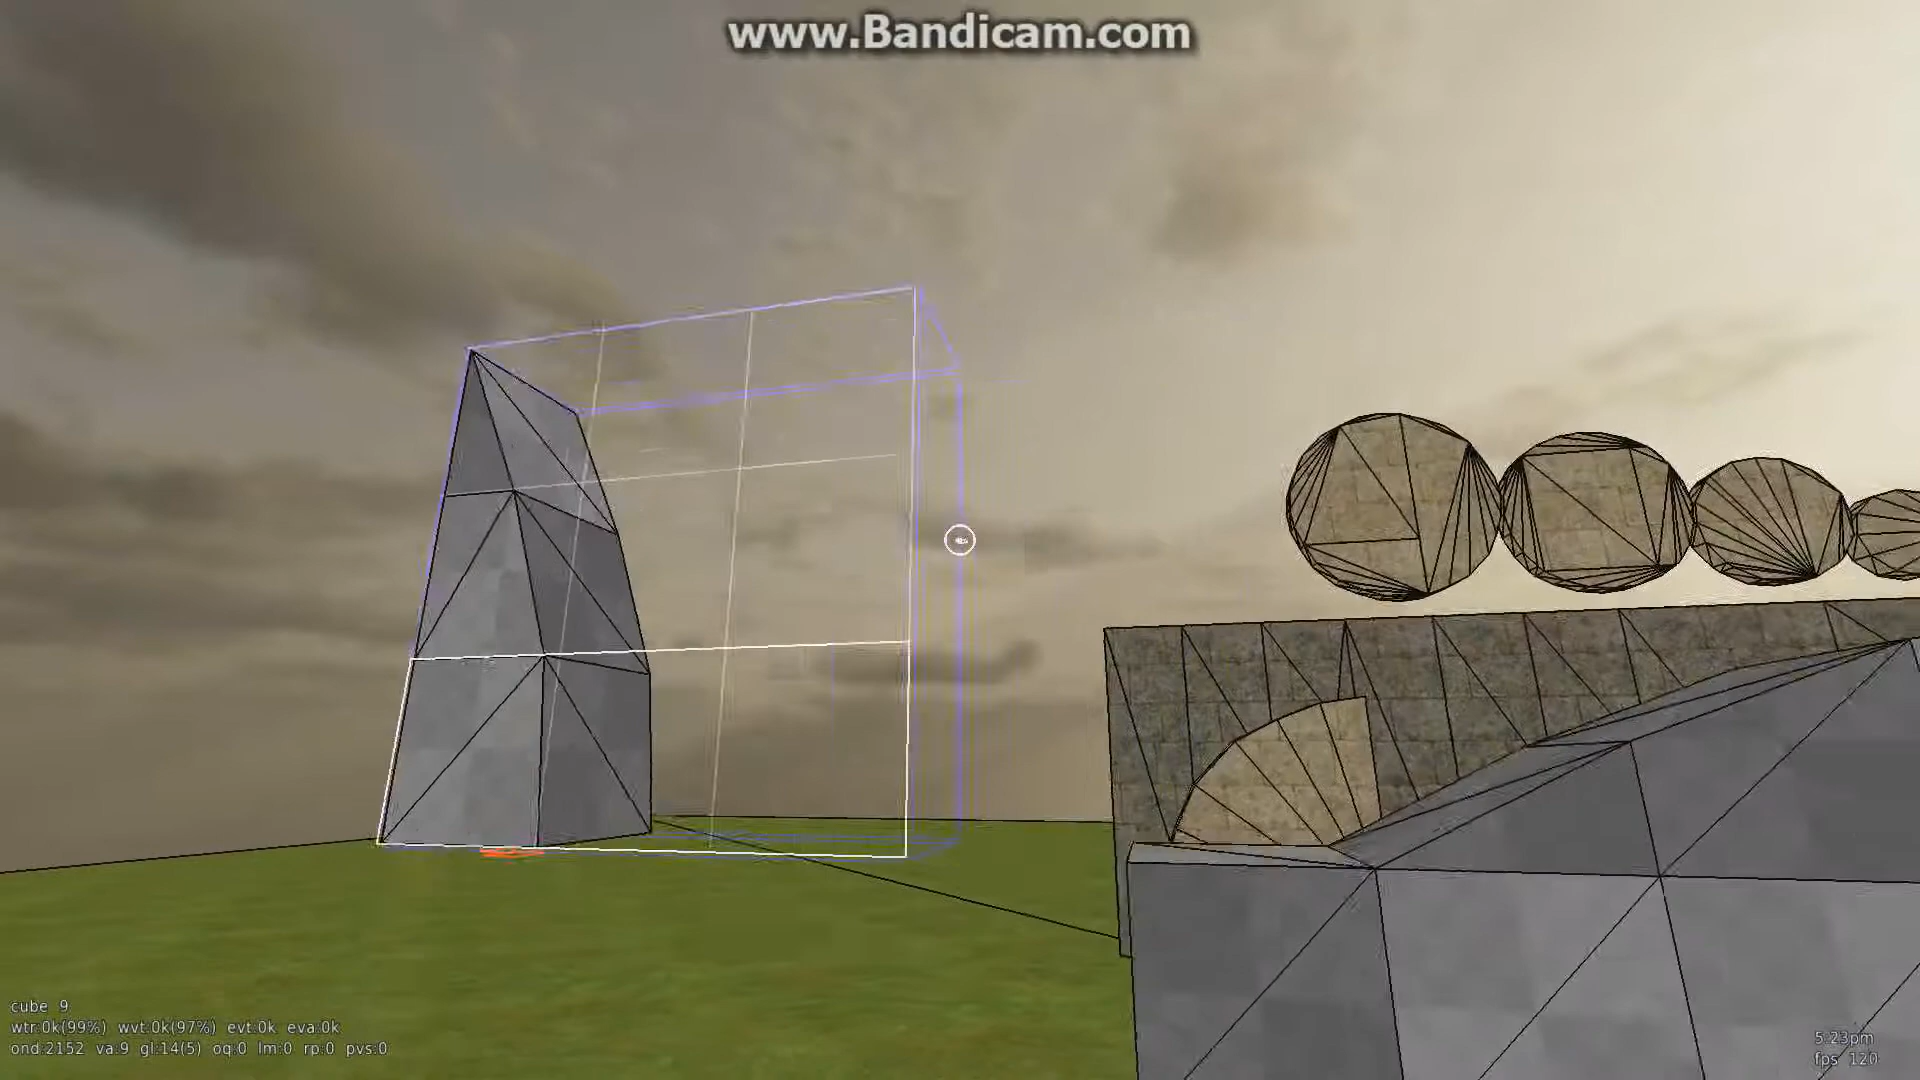 www.Bandicam.com
cube 9
wtr:0k(99%) wvt:0k(97%) evt:0k eva:0k
ond:2152 va:9 gl:14(5) oq:0 lm:0 rp:0 pvs:0
5:23pm
fps 120